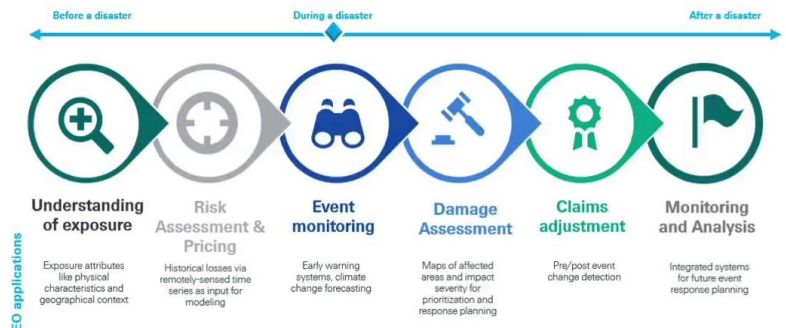 Before a disaster
During a disaster
After a disaster
Understanding
of exposure
Risk
Assessment &
Pricing
Event
monitoring
Damage
Assessment
Claims
adjustment
Monitoring
and Analysis
EO applications
Exposure attributes
like physical
characteristics and
geographical context
Historical losses via
remotely-sensed time
series as input for
modeling
Early warning
systems, climate
change forecasting
Maps of affected
areas and impact
severity for
prioritization and
response planning
Pre/post event
change detection
Integrated systems
for future event
response planning